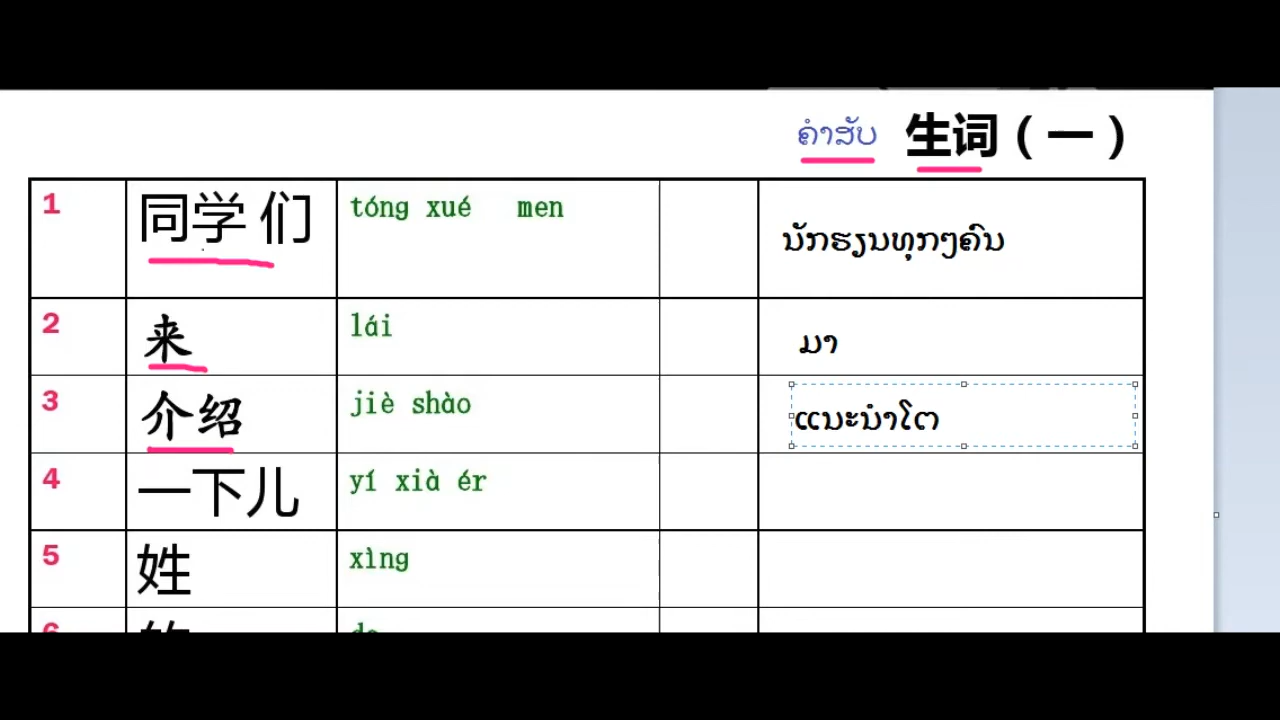 ຄຳສັບ 生词（一）
1 同学们 tóng xué men ນັກຮຽນທຸກໆຄົນ
2 来 lái ມາ
3 介绍 jiè shào ແນະນຳໂຕ
4 一下儿 yí xià ér
5 姓 xìng